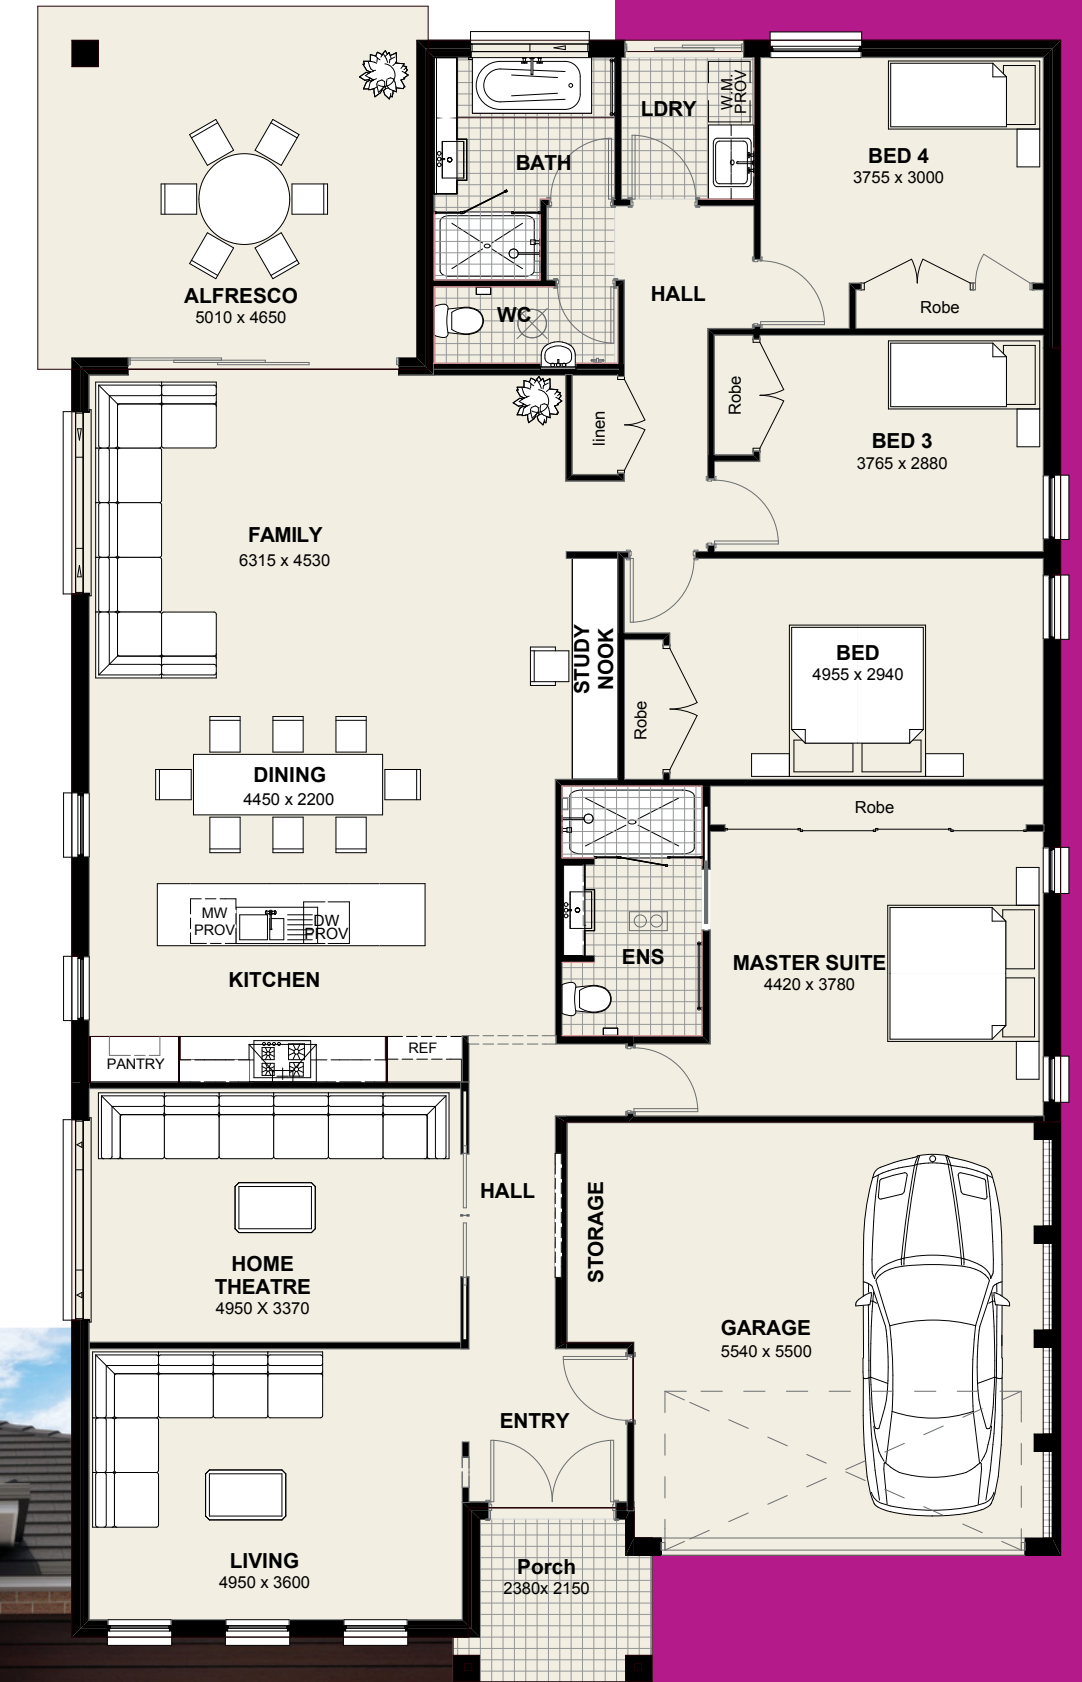 LDRY
W.M.
PROV
BATH
BED 4
3755 x 3000
ALFRESCO
5010 x 4650
WC
HALL
Robe
Robe
linen
BED 3
3765 x 2880
FAMILY
6315 x 4530
STUDY
NOOK
BED
4955 x 2940
Robe
DINING
4450 x 2200
Robe
MW
PROV
DW
PROV
KITCHEN
ENS
MASTER SUITE
4420 x 3780
PANTRY
REF
HALL
STORAGE
HOME
THEATRE
4950 X 3370
GARAGE
5540 x 5500
ENTRY
LIVING
4950 x 3600
Porch
2380x 2150